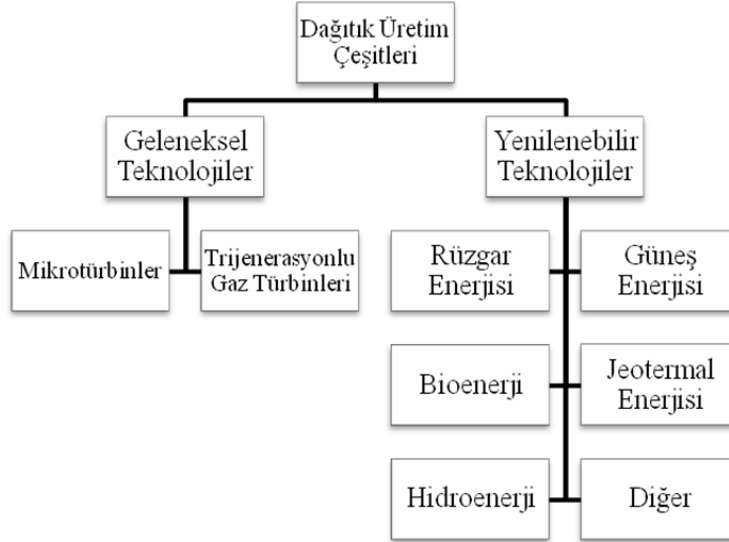 Dağıtık Üretim
Çeşitleri
Geleneksel
Teknolojiler
Yenilenebilir
Teknolojiler
Mikrotürbinler
Trijenerasyonlu
Gaz Türbinleri
Rüzgar
Enerjisi
Güneş
Enerjisi
Bioenerji
Jeotermal
Enerjisi
Hidroenerji
Diğer